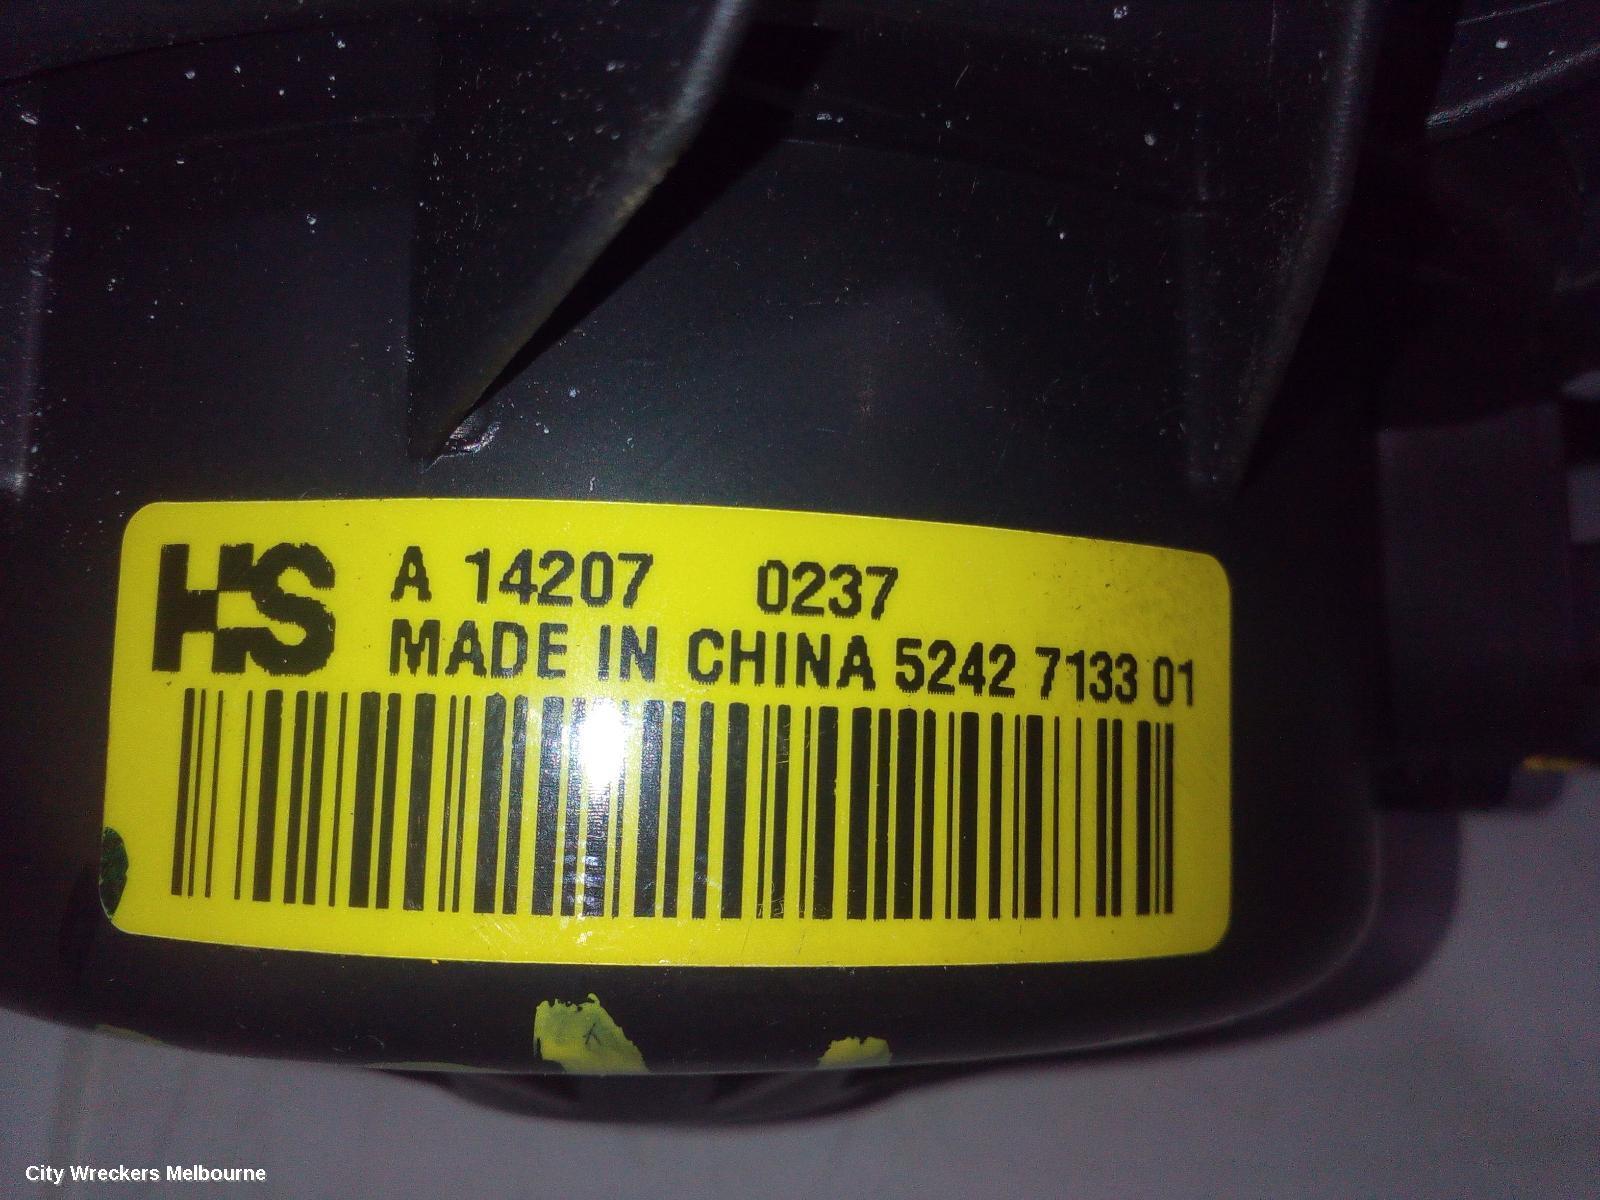 HS A 14207 0237
MADE IN CHINA 5242 7133 01
City Wreckers Melbourne